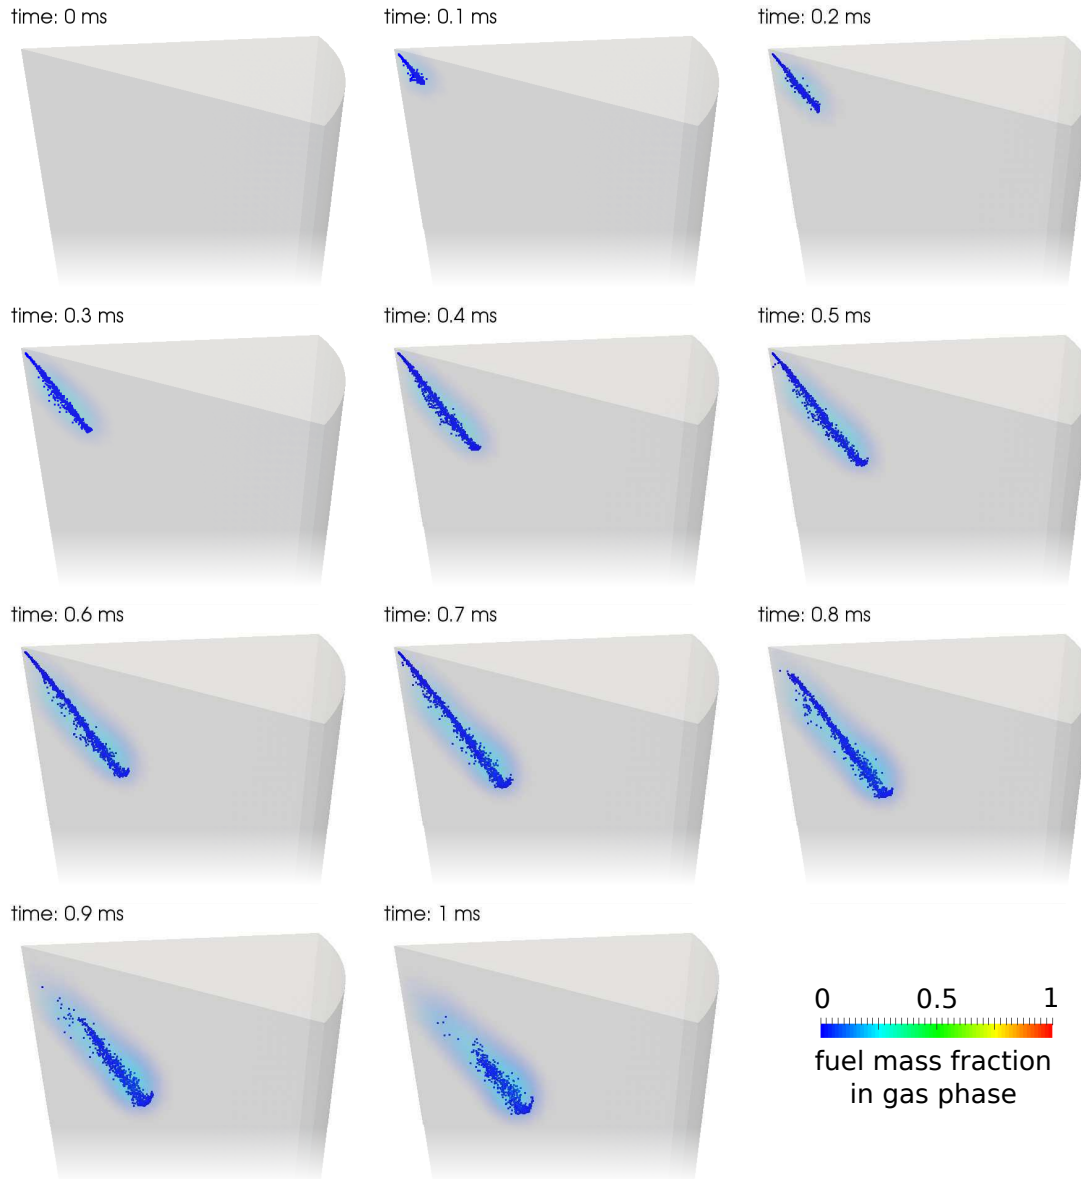 time: 0 ms
time: 0.1 ms
time: 0.2 ms
time: 0.3 ms
time: 0.4 ms
time: 0.5 ms
time: 0.6 ms
time: 0.7 ms
time: 0.8 ms
time: 0.9 ms
time: 1 ms
0 0.5 1
fuel mass fraction
in gas phase